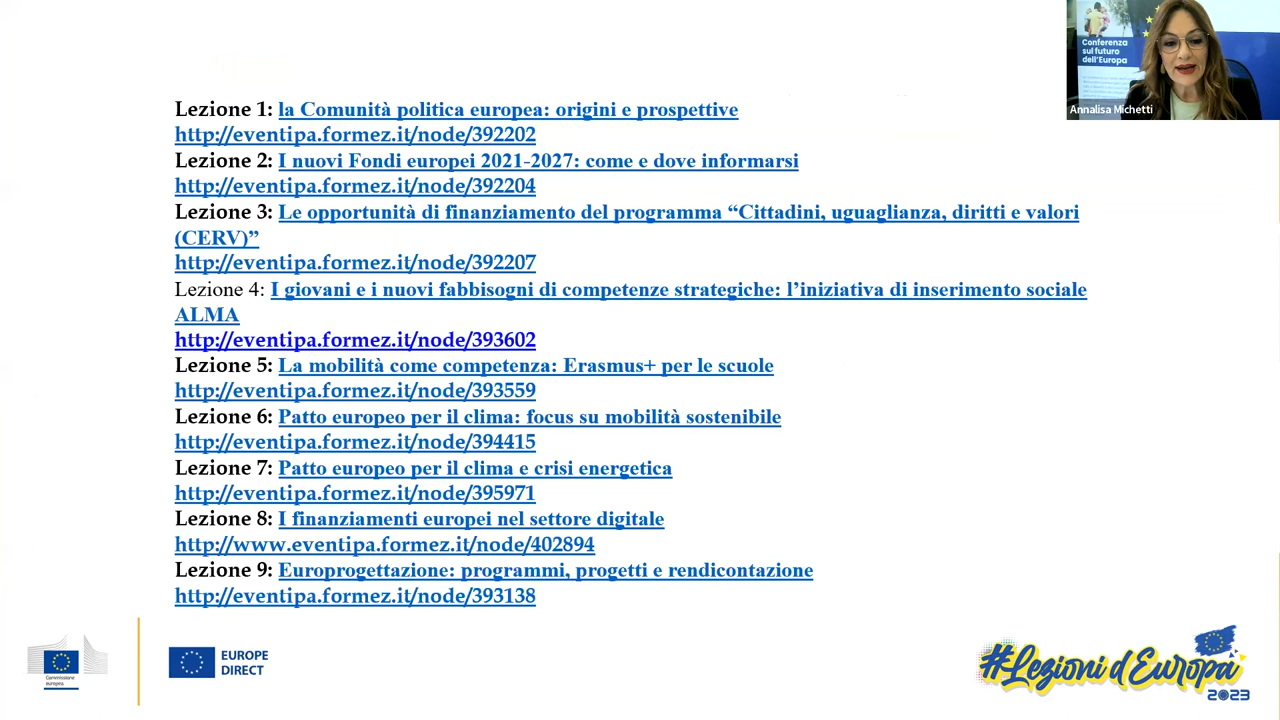 Conferenza
sul futuro
dell'Europa
Annalisa Michetti
Lezione 1: la Comunità politica europea: origini e prospettive
http://eventipa.formez.it/node/392202
Lezione 2: I nuovi Fondi europei 2021-2027: come e dove informarsi
http://eventipa.formez.it/node/392204
Lezione 3: Le opportunità di finanziamento del programma “Cittadini, uguaglianza, diritti e valori
(CERV)”
http://eventipa.formez.it/node/392207
Lezione 4: I giovani e i nuovi fabbisogni di competenze strategiche: l’iniziativa di inserimento sociale
ALMA
http://eventipa.formez.it/node/393602
Lezione 5: La mobilità come competenza: Erasmus+ per le scuole
http://eventipa.formez.it/node/393559
Lezione 6: Patto europeo per il clima: focus su mobilità sostenibile
http://eventipa.formez.it/node/394415
Lezione 7: Patto europeo per il clima e crisi energetica
http://eventipa.formez.it/node/395971
Lezione 8: I finanziamenti europei nel settore digitale
http://www.eventipa.formez.it/node/402894
Lezione 9: Europrogettazione: programmi, progetti e rendicontazione
http://eventipa.formez.it/node/393138
Commissione
europea
EUROPE
DIRECT
#Lezioni d'Europa
2023